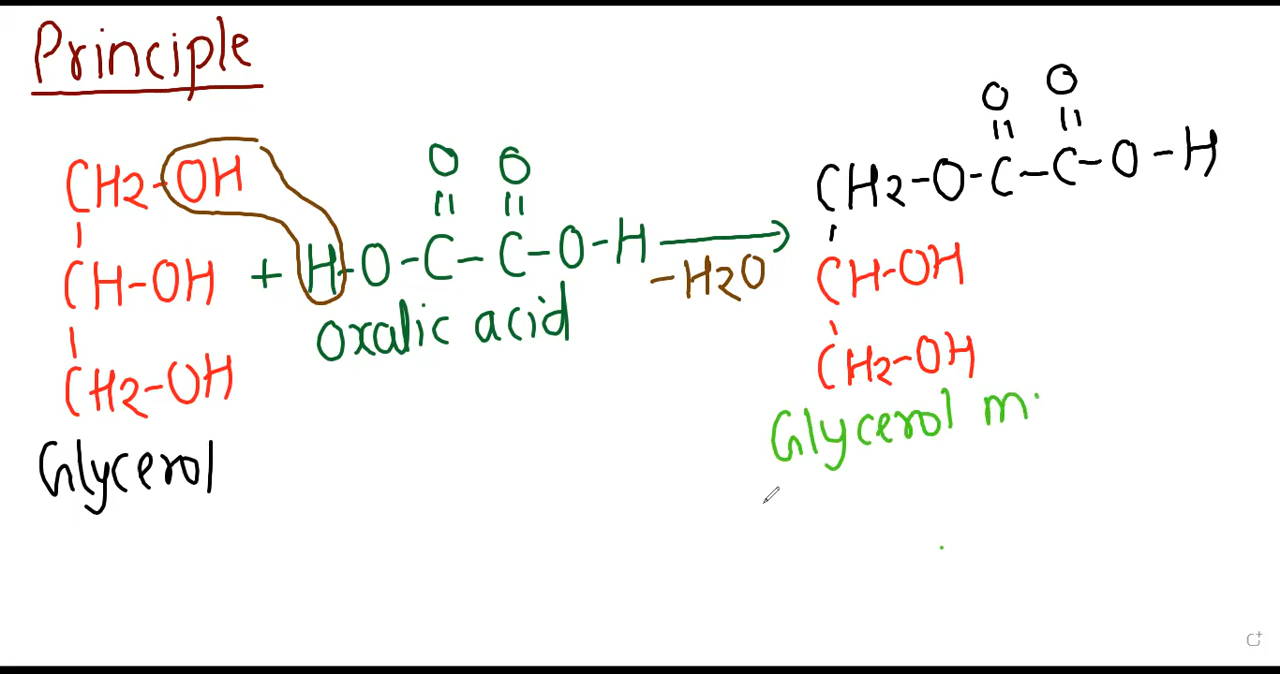 Principle
CH2-OH
CH-OH
CH2-OH
Glycerol
+
O O
|| ||
H-O-C-C-O-H
oxalic acid
-H2O
O O
|| ||
CH2-O-C-C-O-H
CH-OH
CH2-OH
Glycerol m.